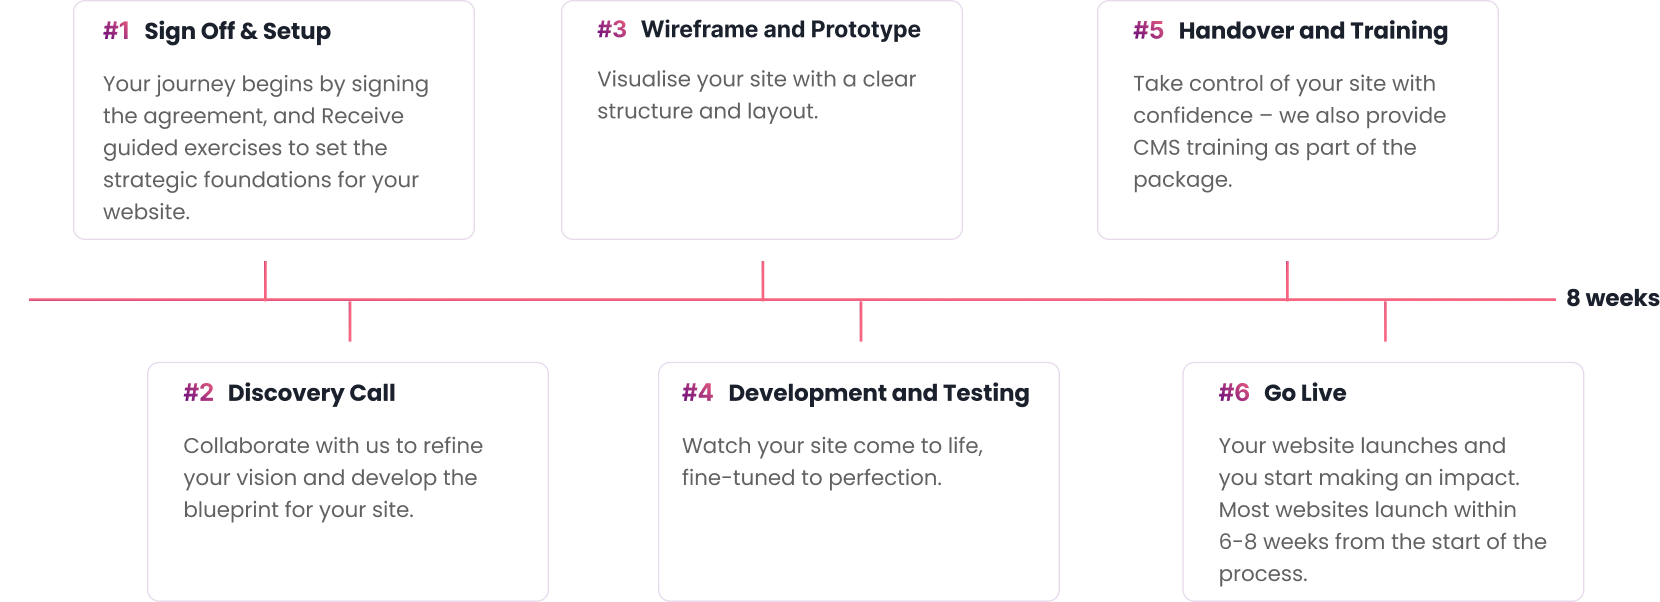 #1 Sign Off & Setup
Your journey begins by signing
the agreement, and Receive
guided exercises to set the
strategic foundations for your
website.
#2 Discovery Call
Collaborate with us to refine
your vision and develop the
blueprint for your site.
#3 Wireframe and Prototype
Visualise your site with a clear
structure and layout.
#4 Development and Testing
Watch your site come to life,
fine-tuned to perfection.
#5 Handover and Training
Take control of your site with
confidence – we also provide
CMS training as part of the
package.
#6 Go Live
Your website launches and
you start making an impact.
Most websites launch within
6-8 weeks from the start of the
process.
8 weeks